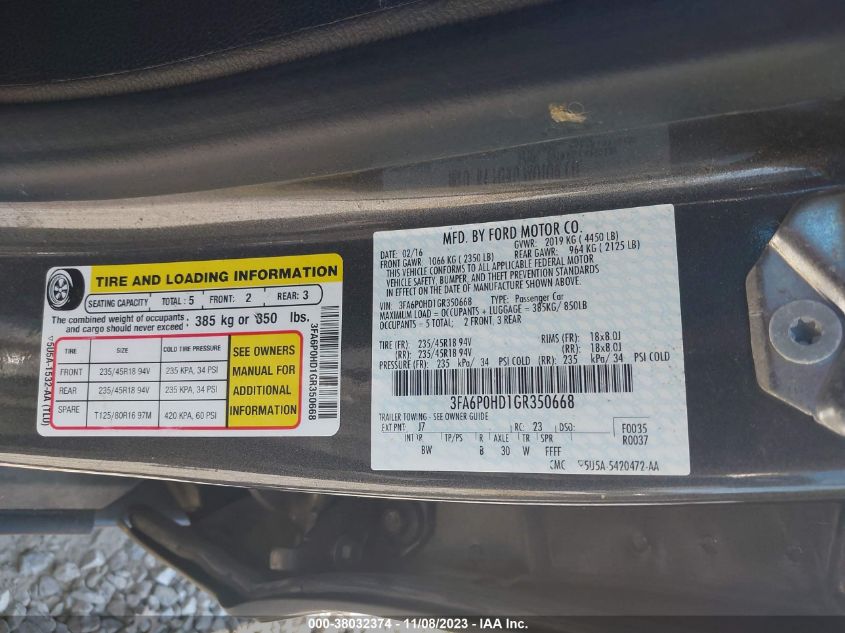 TIRE AND LOADING INFORMATION
SEATING CAPACITY TOTAL: 5 FRONT: 2 REAR: 3
The combined weight of occupants and cargo should never exceed: 385 kg or 850 lbs.
TIRE SIZE COLD TIRE PRESSURE
FRONT 235/45R18 94V 235 KPA, 34 PSI
REAR 235/45R18 94V 235 KPA, 34 PSI
SPARE T125/80R16 97M 420 KPA, 60 PSI
SEE OWNERS
MANUAL FOR
ADDITIONAL
INFORMATION
5U5A-1532-AA (YLU)
3FA6P0HD1GR350668
MFD. BY FORD MOTOR CO.
DATE: 02/16 GVWR: 2019 KG ( 4450 LB)
FRONT GAWR: 1066 KG ( 2350 LB) REAR GAWR: 964 KG ( 2125 LB)
THIS VEHICLE CONFORMS TO ALL APPLICABLE FEDERAL MOTOR
VEHICLE SAFETY, BUMPER, AND THEFT PREVENTION STANDARDS
IN EFFECT ON THE DATE OF MANUFACTURE SHOWN ABOVE.
VIN: 3FA6P0HD1GR350668 TYPE: Passenger Car
MAXIMUM LOAD = OCCUPANTS + LUGGAGE = 385KG/ 850LB
OCCUPANTS = 5 TOTAL; 2 FRONT, 3 REAR
TIRE (FR): 235/45R18 94V RIMS (FR): 18x8.0J
(RR): 235/45R18 94V (RR): 18x8.0J
PRESSURE (FR): 235 kPa/ 34 PSI COLD (RR): 235 kPa/ 34 PSI COLD
3FA6P0HD1GR350668
TRAILER TOWING - SEE OWNER GUIDE
EXT PNT: J7 RC: 23 DSO: F0035
R0037
INT TR TP/PS R AXLE TR SPR
BW B 30 W FFFF
CMC 5U5A-5420472-AA
000-38032374 - 11/08/2023 - IAA Inc.